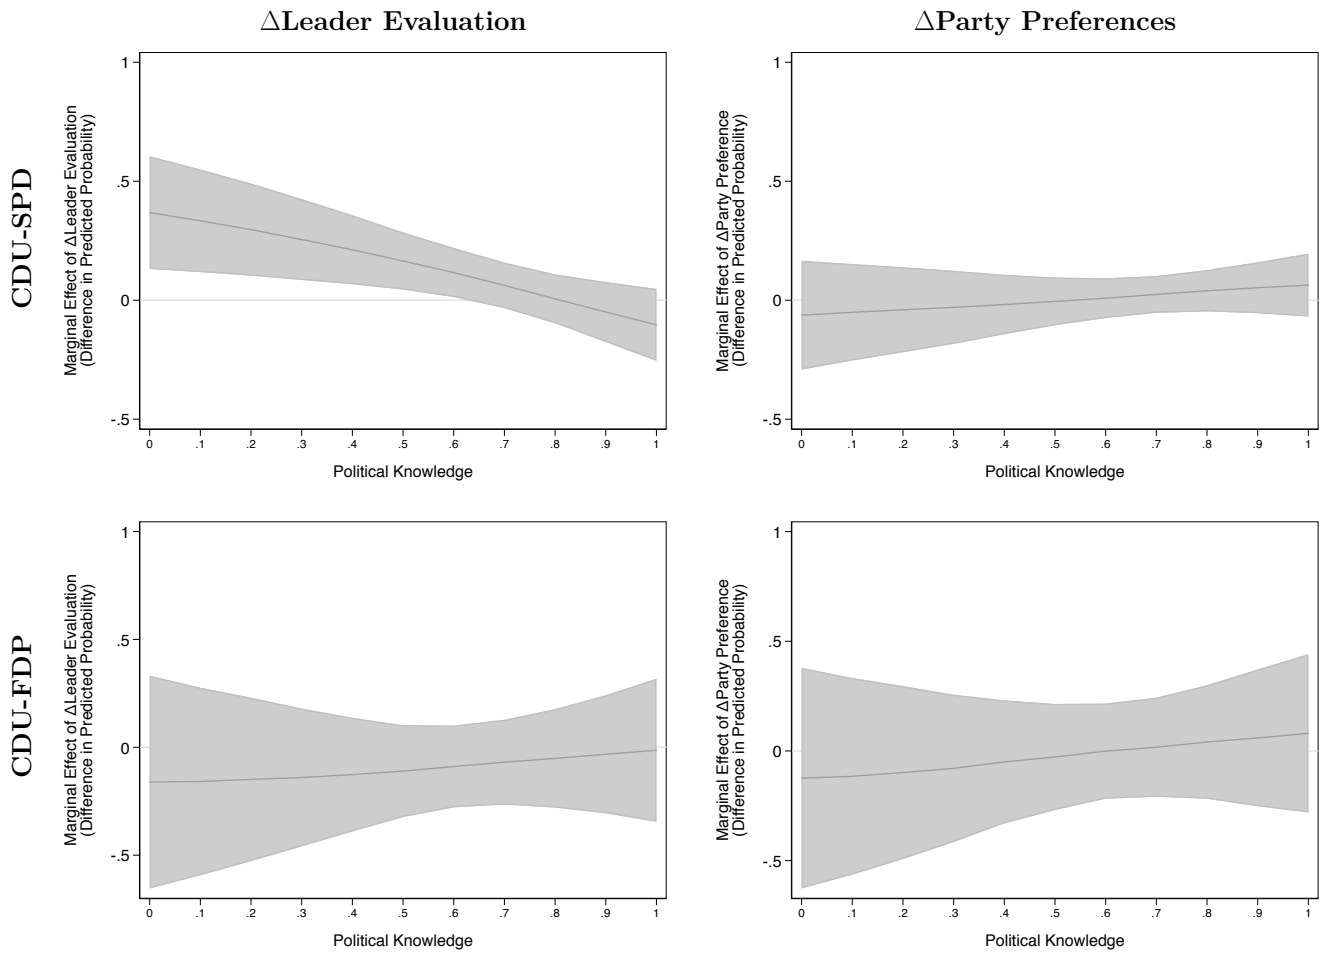 ΔLeader Evaluation
ΔParty Preferences
CDU-SPD
Marginal Effect of ΔLeader Evaluation
(Difference in Predicted Probability)
1
.5
0
-.5
0 .1 .2 .3 .4 .5 .6 .7 .8 .9 1
Political Knowledge
Marginal Effect of ΔParty Preference
(Difference in Predicted Probability)
1
.5
0
-.5
0 .1 .2 .3 .4 .5 .6 .7 .8 .9 1
Political Knowledge
CDU-FDP
Marginal Effect of ΔLeader Evaluation
(Difference in Predicted Probability)
1
.5
0
-.5
0 .1 .2 .3 .4 .5 .6 .7 .8 .9 1
Political Knowledge
Marginal Effect of ΔParty Preference
(Difference in Predicted Probability)
1
.5
0
-.5
0 .1 .2 .3 .4 .5 .6 .7 .8 .9 1
Political Knowledge